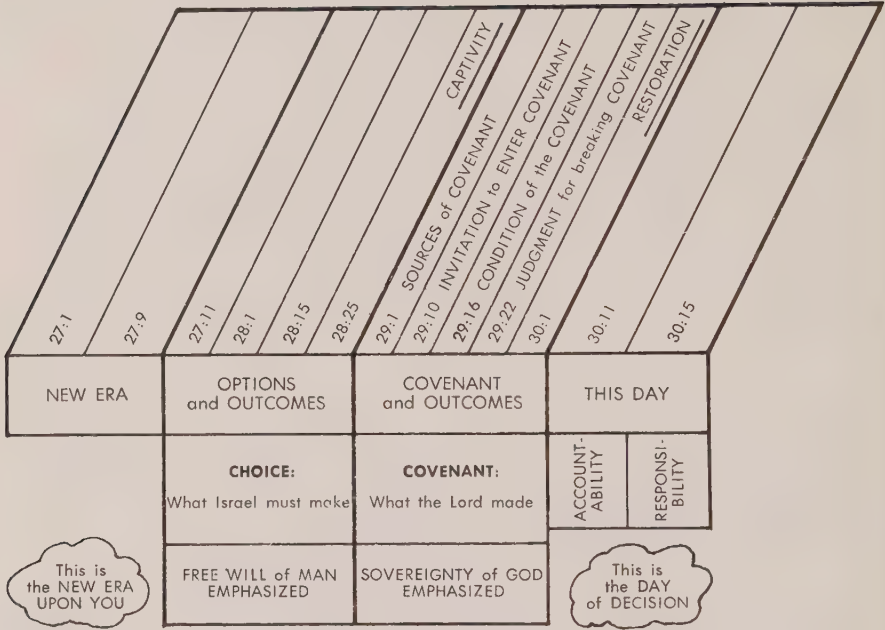 27:1
27:9
27:11
28:1
28:15
28:25 CAPTIVITY
29:1 SOURCES of COVENANT
29:10 INVITATION to ENTER COVENANT
29:16 CONDITION of the COVENANT
29:22 JUDGMENT for breaking COVENANT
30:1 RESTORATION
30:11
30:15
NEW ERA
OPTIONS
and OUTCOMES
COVENANT
and OUTCOMES
THIS DAY
CHOICE:
What Israel must make
COVENANT:
What the Lord made
ACCOUNT-
ABILITY
RESPONSI-
BILITY
This is
the NEW ERA
UPON YOU
FREE WILL of MAN
EMPHASIZED
SOVEREIGNTY of GOD
EMPHASIZED
This is
the DAY
of DECISION